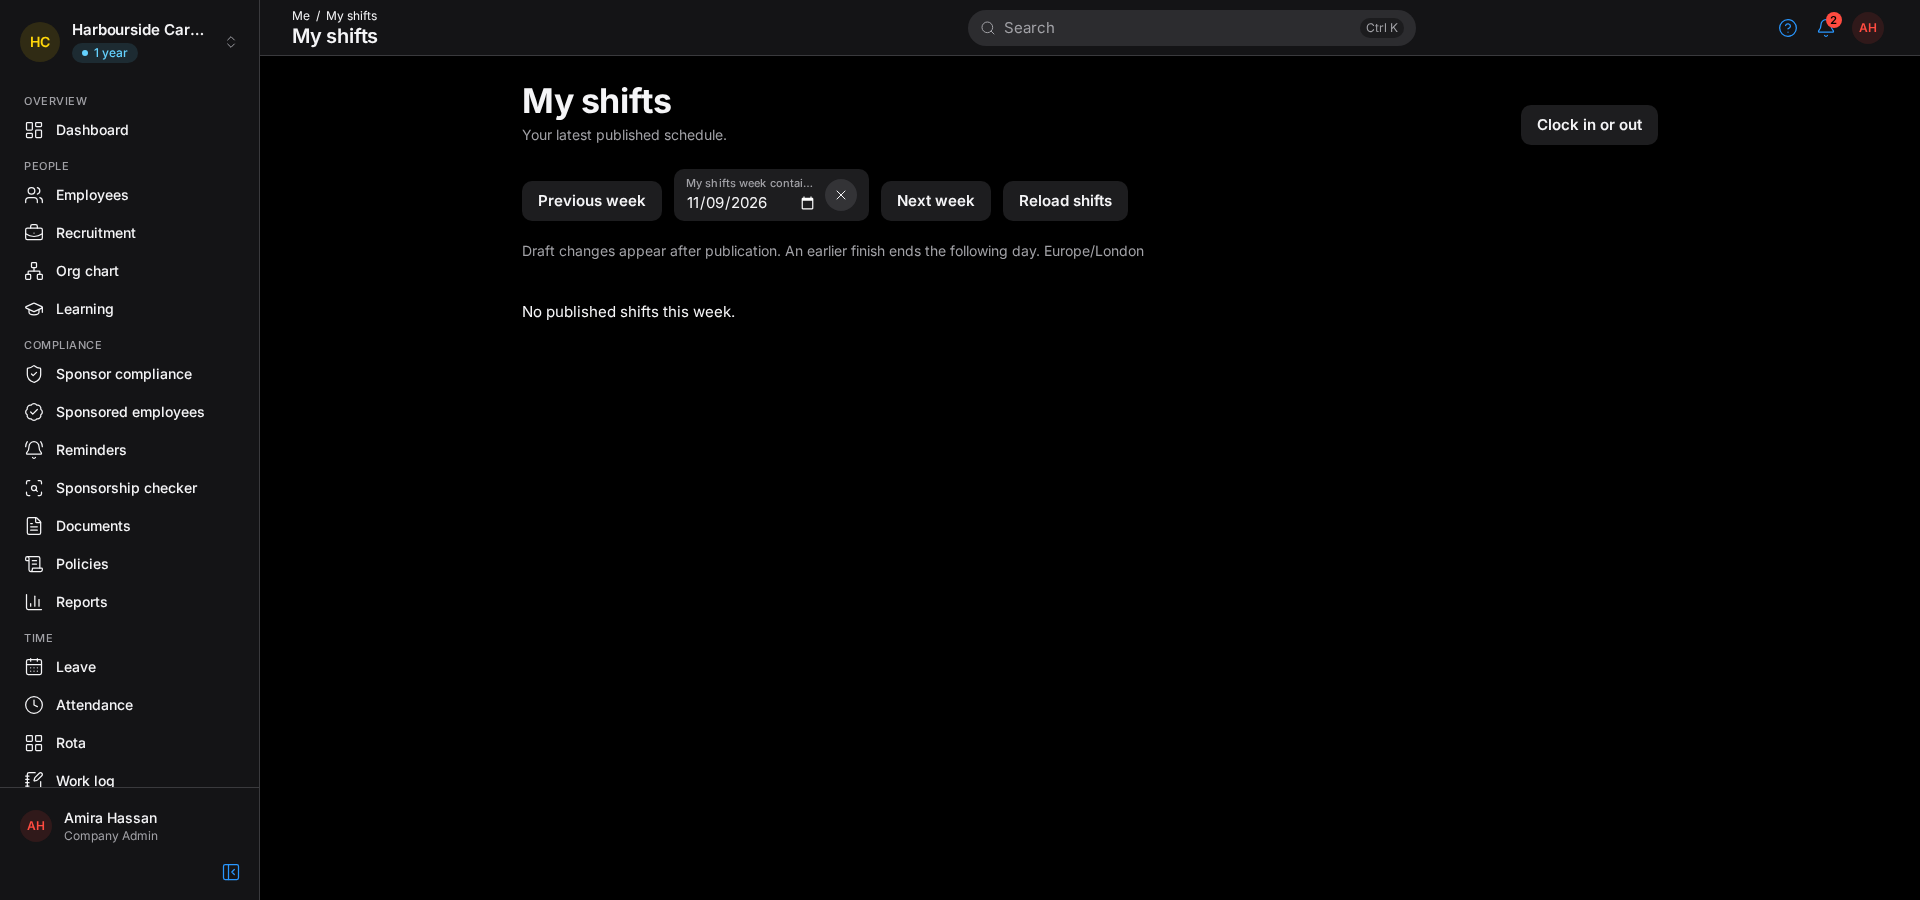 HC
Harbourside Car...
1 year
OVERVIEW
Dashboard
PEOPLE
Employees
Recruitment
Org chart
Learning
COMPLIANCE
Sponsor compliance
Sponsored employees
Reminders
Sponsorship checker
Documents
Policies
Reports
TIME
Leave
Attendance
Rota
Work log
AH
Amira Hassan
Company Admin
Me / My shifts
My shifts
Search
Ctrl K
2
AH
My shifts
Your latest published schedule.
Clock in or out
Previous week
My shifts week contai...
11/09/2026
Next week
Reload shifts
Draft changes appear after publication. An earlier finish ends the following day. Europe/London
No published shifts this week.